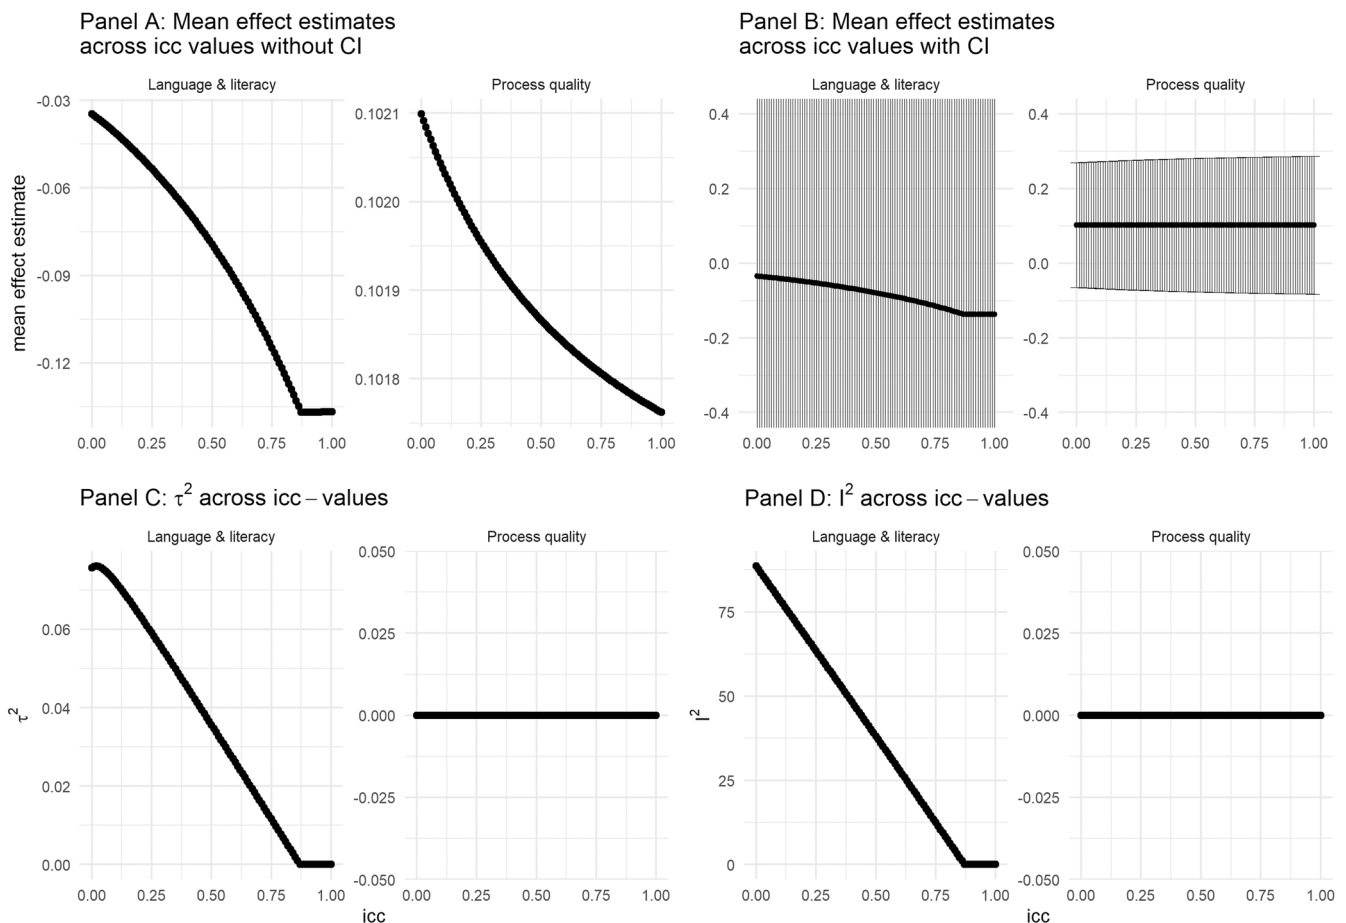 Panel A: Mean effect estimates
across icc values without CI
Panel B: Mean effect estimates
across icc values with CI
Language & literacy
Process quality
Language & literacy
Process quality
mean effect estimate
-0.03
-0.06
-0.09
-0.12
0.1021
0.1020
0.1019
0.1018
0.4
0.2
0.0
-0.2
-0.4
0.4
0.2
0.0
-0.2
-0.4
0.00 0.25 0.50 0.75 1.00
0.00 0.25 0.50 0.75 1.00
0.00 0.25 0.50 0.75 1.00
0.00 0.25 0.50 0.75 1.00
Panel C: τ² across icc − values
Panel D: I² across icc − values
Language & literacy
Process quality
Language & literacy
Process quality
τ²
0.06
0.04
0.02
0.00
0.050
0.025
0.000
-0.025
-0.050
I²
75
50
25
0
0.050
0.025
0.000
-0.025
-0.050
0.00 0.25 0.50 0.75 1.00
0.00 0.25 0.50 0.75 1.00
0.00 0.25 0.50 0.75 1.00
0.00 0.25 0.50 0.75 1.00
icc
icc